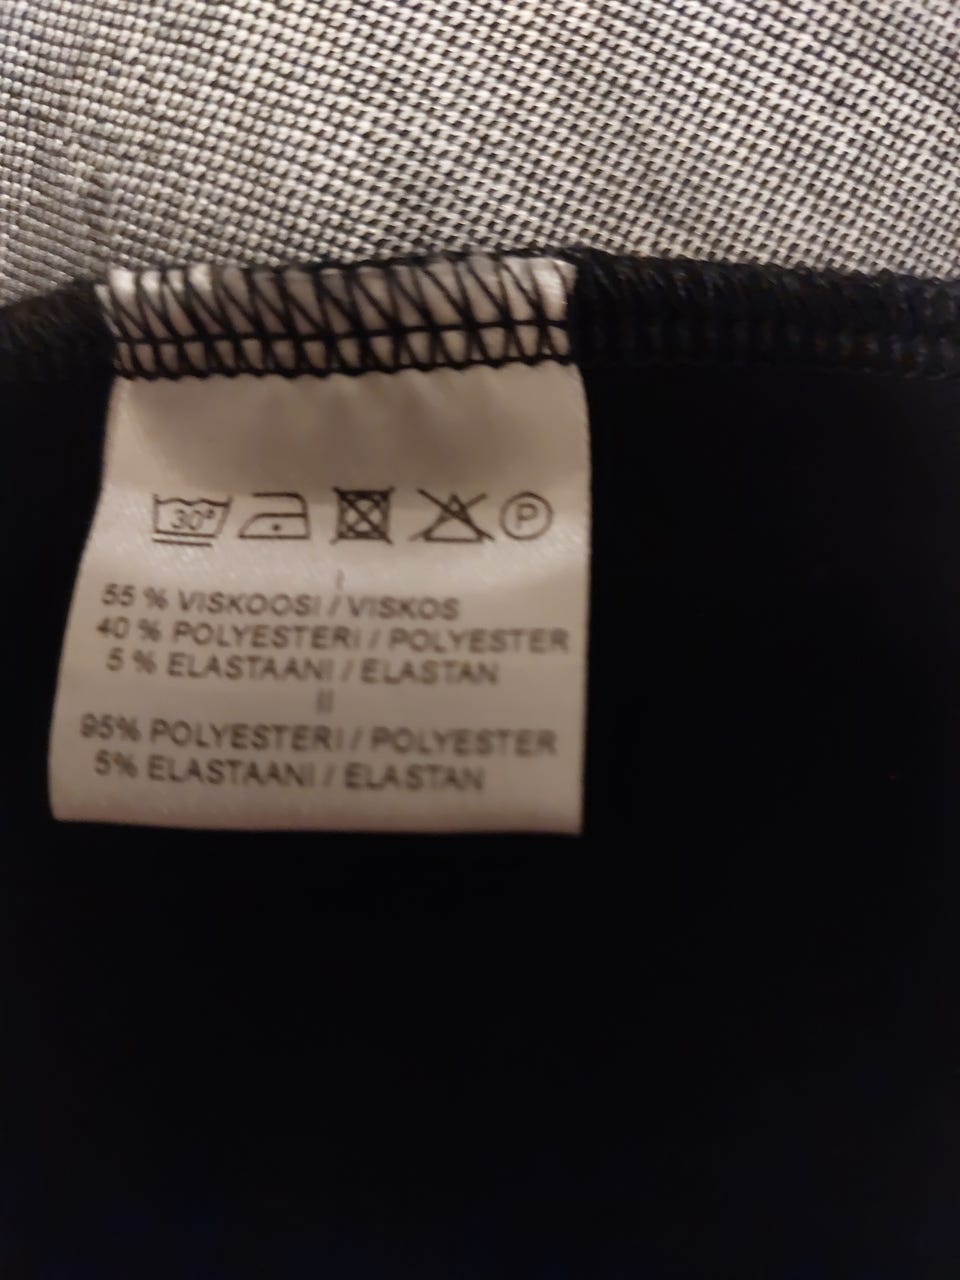 30° P
I
55 % VISKOOSI / VISKOS
40 % POLYESTERI / POLYESTER
5 % ELASTAANI / ELASTAN
II
95% POLYESTERI / POLYESTER
5% ELASTAANI / ELASTAN